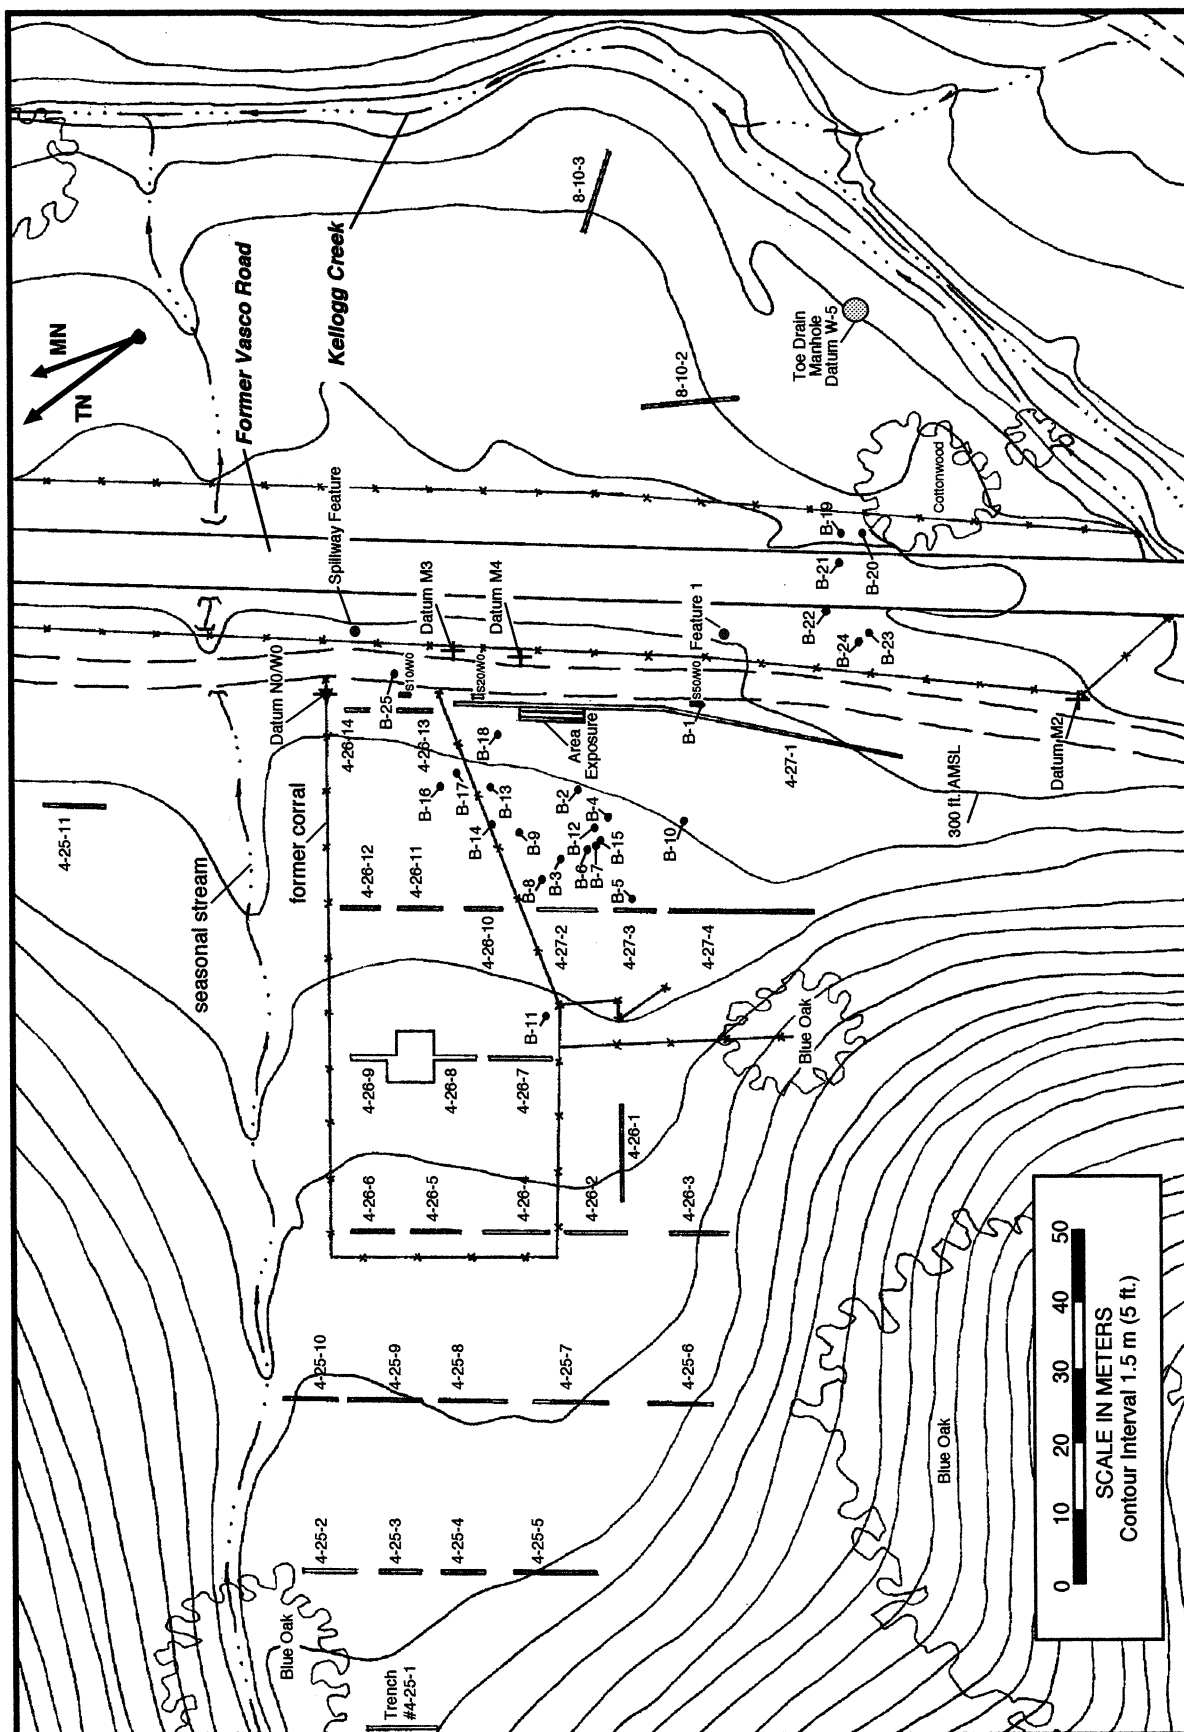 MN
TN
Former Vasco Road
Kellogg Creek
8-10-3
8-10-2
Toe Drain
Manhole
Datum W-5
Cottonwood
Spillway Feature
Datum M3
Datum M4
Feature 1
B-19
B-20
B-21
B-22
B-23
B-24
Datum N0/W0
S10/W0
S20/W0
S50/W0
B-25
B-1
4-26-14
4-26-13
B-18
Area
Exposure
4-27-1
Datum M2
300 ft. AMSL
4-25-11
seasonal stream
former corral
B-16
B-17
B-13
B-14
B-9
B-2
B-4
B-12
B-6
B-7
B-15
B-3
B-8
B-5
B-10
4-26-12
4-26-11
4-26-10
4-27-2
4-27-3
4-27-4
B-11
Blue Oak
4-26-9
4-26-8
4-26-7
4-26-1
4-26-6
4-26-5
4-26-4
4-26-2
4-26-3
4-25-10
4-25-9
4-25-8
4-25-7
4-25-6
4-25-2
4-25-3
4-25-4
4-25-5
Blue Oak
Blue Oak
Trench
#4-25-1
0 10 20 30 40 50
SCALE IN METERS
Contour Interval 1.5 m (5 ft.)